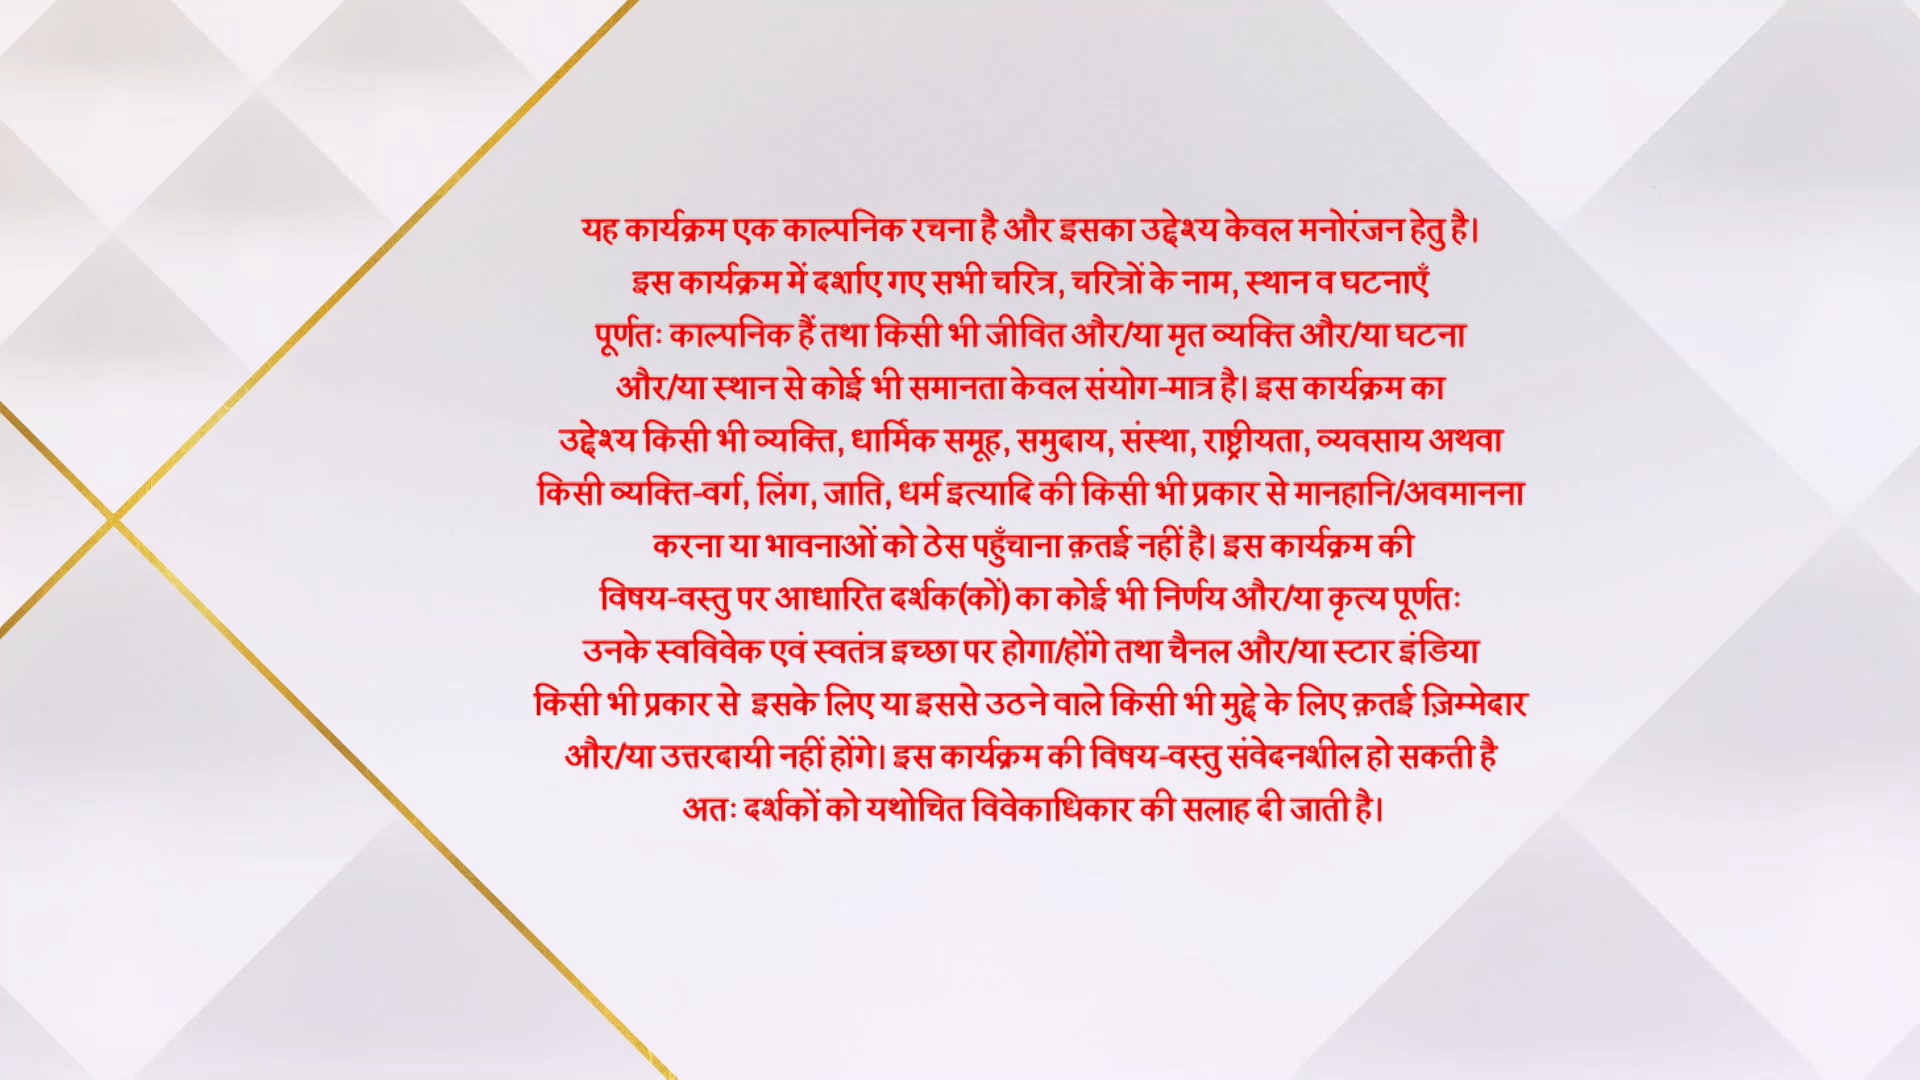 यह कार्यक्रम एक काल्पनिक रचना है और इसका उद्देश्य केवल मनोरंजन हेतु है।
इस कार्यक्रम में दर्शाए गए सभी चरित्र, चरित्रों के नाम, स्थान व घटनाएँ
पूर्णतः काल्पनिक हैं तथा किसी भी जीवित और/या मृत व्यक्ति और/या घटना
और/या स्थान से कोई भी समानता केवल संयोग-मात्र है। इस कार्यक्रम का
उद्देश्य किसी भी व्यक्ति, धार्मिक समूह, समुदाय, संस्था, राष्ट्रीयता, व्यवसाय अथवा
किसी व्यक्ति-वर्ग, लिंग, जाति, धर्म इत्यादि की किसी भी प्रकार से मानहानि/अवमानना
करना या भावनाओं को ठेस पहुँचाना क़तई नहीं है। इस कार्यक्रम की
विषय-वस्तु पर आधारित दर्शक(कों) का कोई भी निर्णय और/या कृत्य पूर्णतः
उनके स्वविवेक एवं स्वतंत्र इच्छा पर होगा/होंगे तथा चैनल और/या स्टार इंडिया
किसी भी प्रकार से इसके लिए या इससे उठने वाले किसी भी मुद्दे के लिए क़तई ज़िम्मेदार
और/या उत्तरदायी नहीं होंगे। इस कार्यक्रम की विषय-वस्तु संवेदनशील हो सकती है
अतः दर्शकों को यथोचित विवेकाधिकार की सलाह दी जाती है।